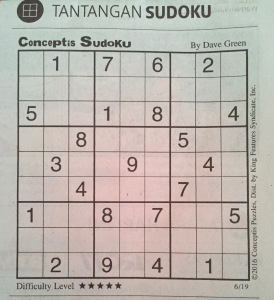 TANTANGAN SUDOKU
Conceptis SudoKu By Dave Green
1 7 6 2
5 1 8 4
8 5
3 9 4
4 7
1 8 7 5
2 9 4 1
Difficulty Level ★★★★★ 6/19
©2016 Conceptis Puzzles, Dist. by King Features Syndicate, Inc.